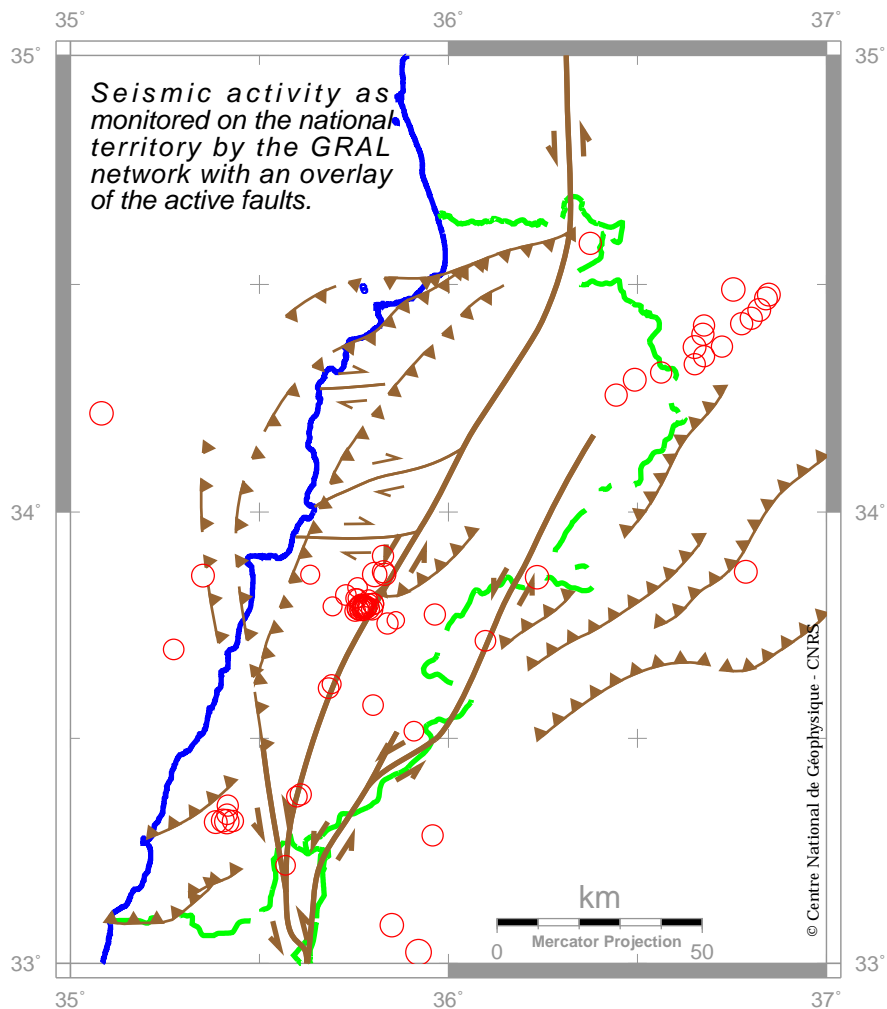 35°
36°
37°
35°
35°
Seismic activity as
monitored on the national
territory by the GRAL
network with an overlay
of the active faults.
34°
34°
© Centre National de Géophysique - CNRS
km
Mercator Projection
0
50
33°
33°
35°
36°
37°